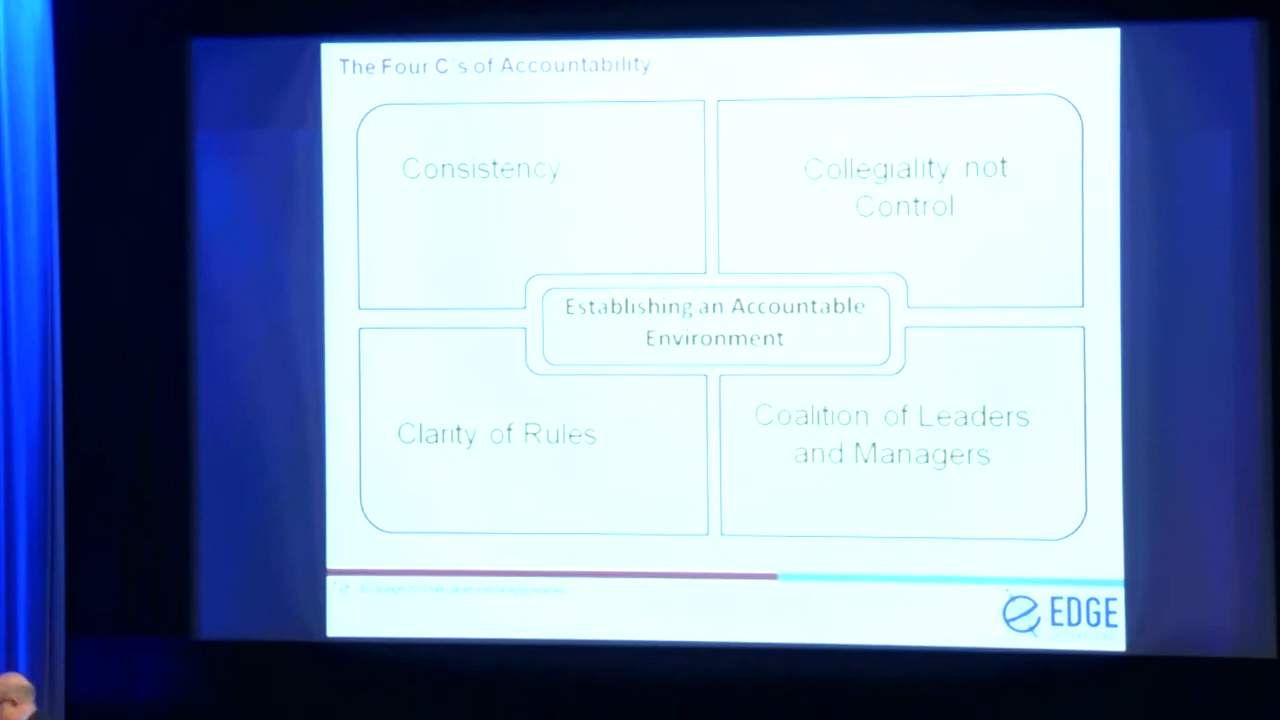 The Four C's of Accountability
Consistency
Collegiality not
Control
Establishing an Accountable
Environment
Clarity of Rules
Coalition of Leaders
and Managers
EDGE